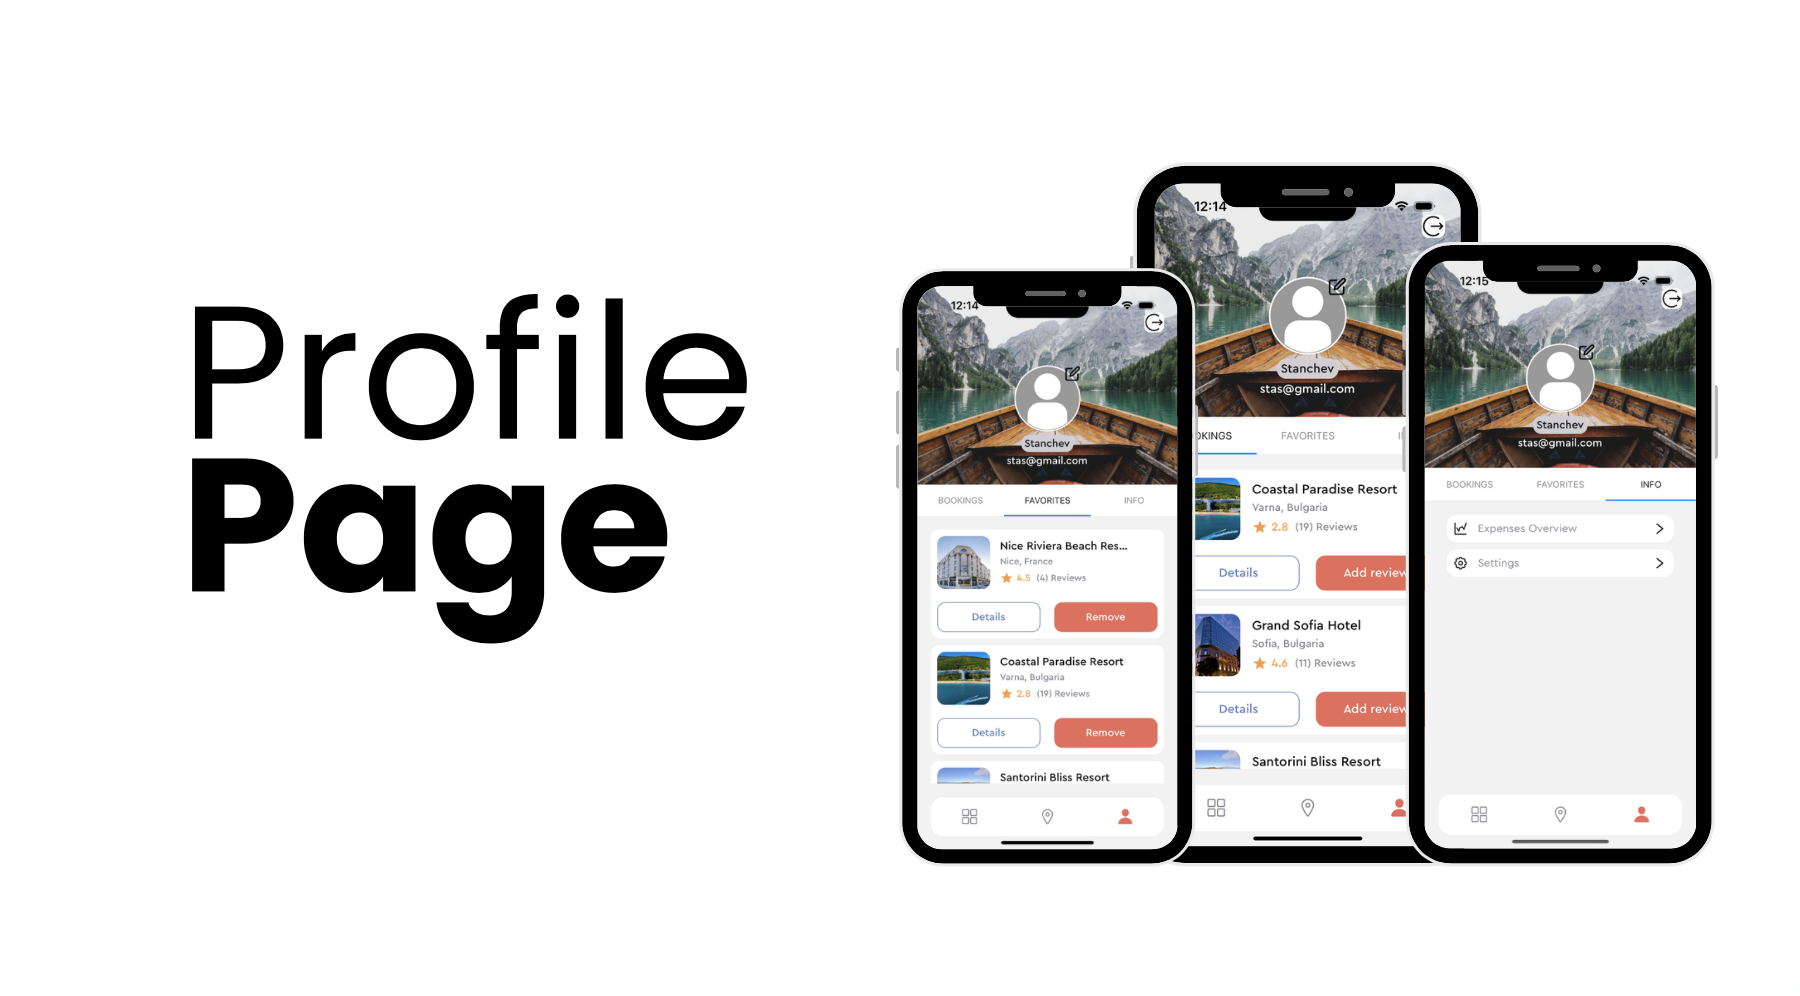 Profile
Page
12:14
Stanchev
stas@gmail.com
BOOKINGS FAVORITES INFO
Nice Riviera Beach Res...
Nice, France
4.5 (4) Reviews
Details Remove
Coastal Paradise Resort
Varna, Bulgaria
2.8 (19) Reviews
Details Remove
Santorini Bliss Resort
12:14
Stanchev
stas@gmail.com
OKINGS FAVORITES I
Coastal Paradise Resort
Varna, Bulgaria
2.8 (19) Reviews
Details Add review
Grand Sofia Hotel
Sofia, Bulgaria
4.6 (11) Reviews
Details Add review
Santorini Bliss Resort
12:15
Stanchev
stas@gmail.com
BOOKINGS FAVORITES INFO
Expenses Overview
Settings